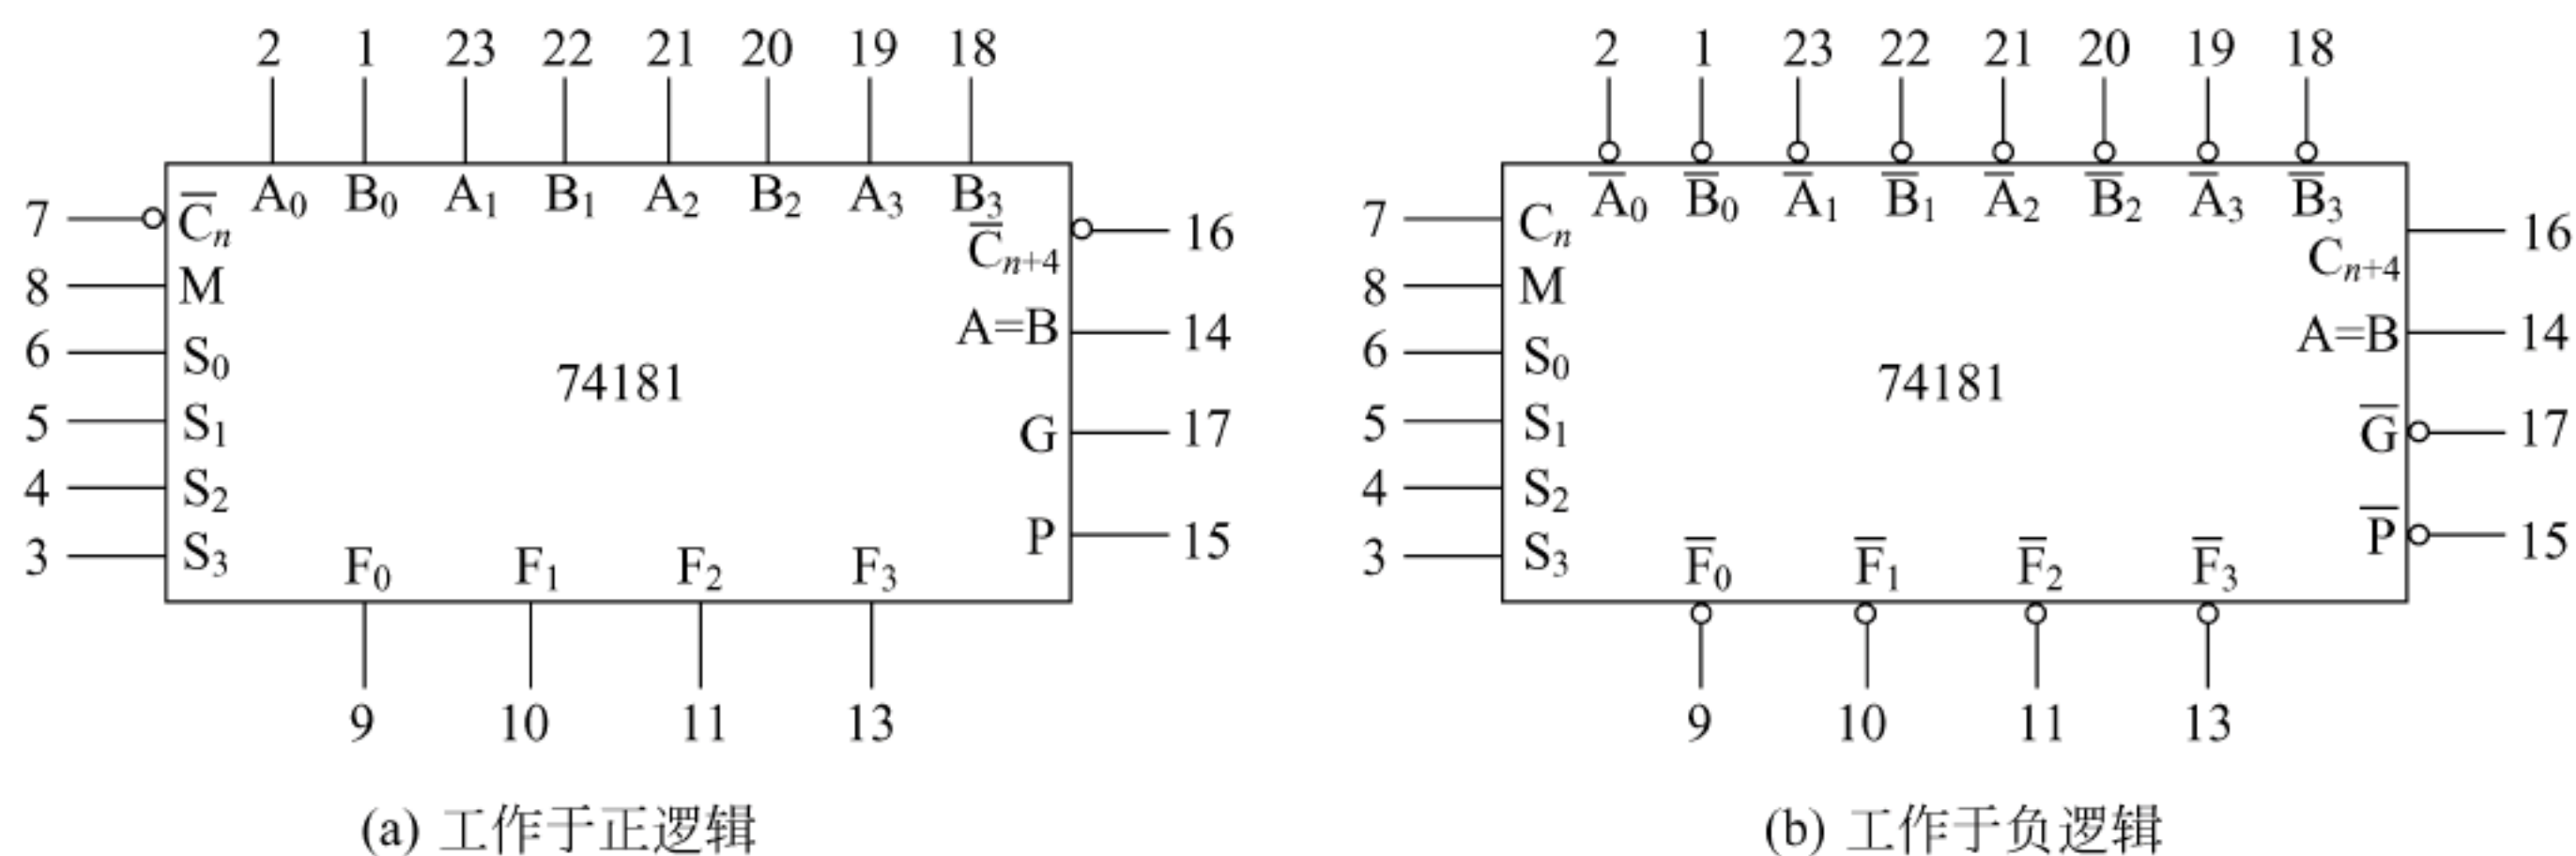 2 1 23 22 21 20 19 18
A₀ B₀ A₁ B₁ A₂ B₂ A₃ B₃
7 C̅ₙ
C̅ₙ₊₄ 16
8 M
A=B 14
6 S₀
74181
5 S₁
G 17
4 S₂
P 15
3 S₃
F₀ F₁ F₂ F₃
9 10 11 13
(a) 工作于正逻辑
2 1 23 22 21 20 19 18
A̅₀ B̅₀ A̅₁ B̅₁ A̅₂ B̅₂ A̅₃ B̅₃
7 Cₙ
Cₙ₊₄ 16
8 M
A=B 14
6 S₀
74181
5 S₁
G̅ 17
4 S₂
P̅ 15
3 S₃
F̅₀ F̅₁ F̅₂ F̅₃
9 10 11 13
(b) 工作于负逻辑